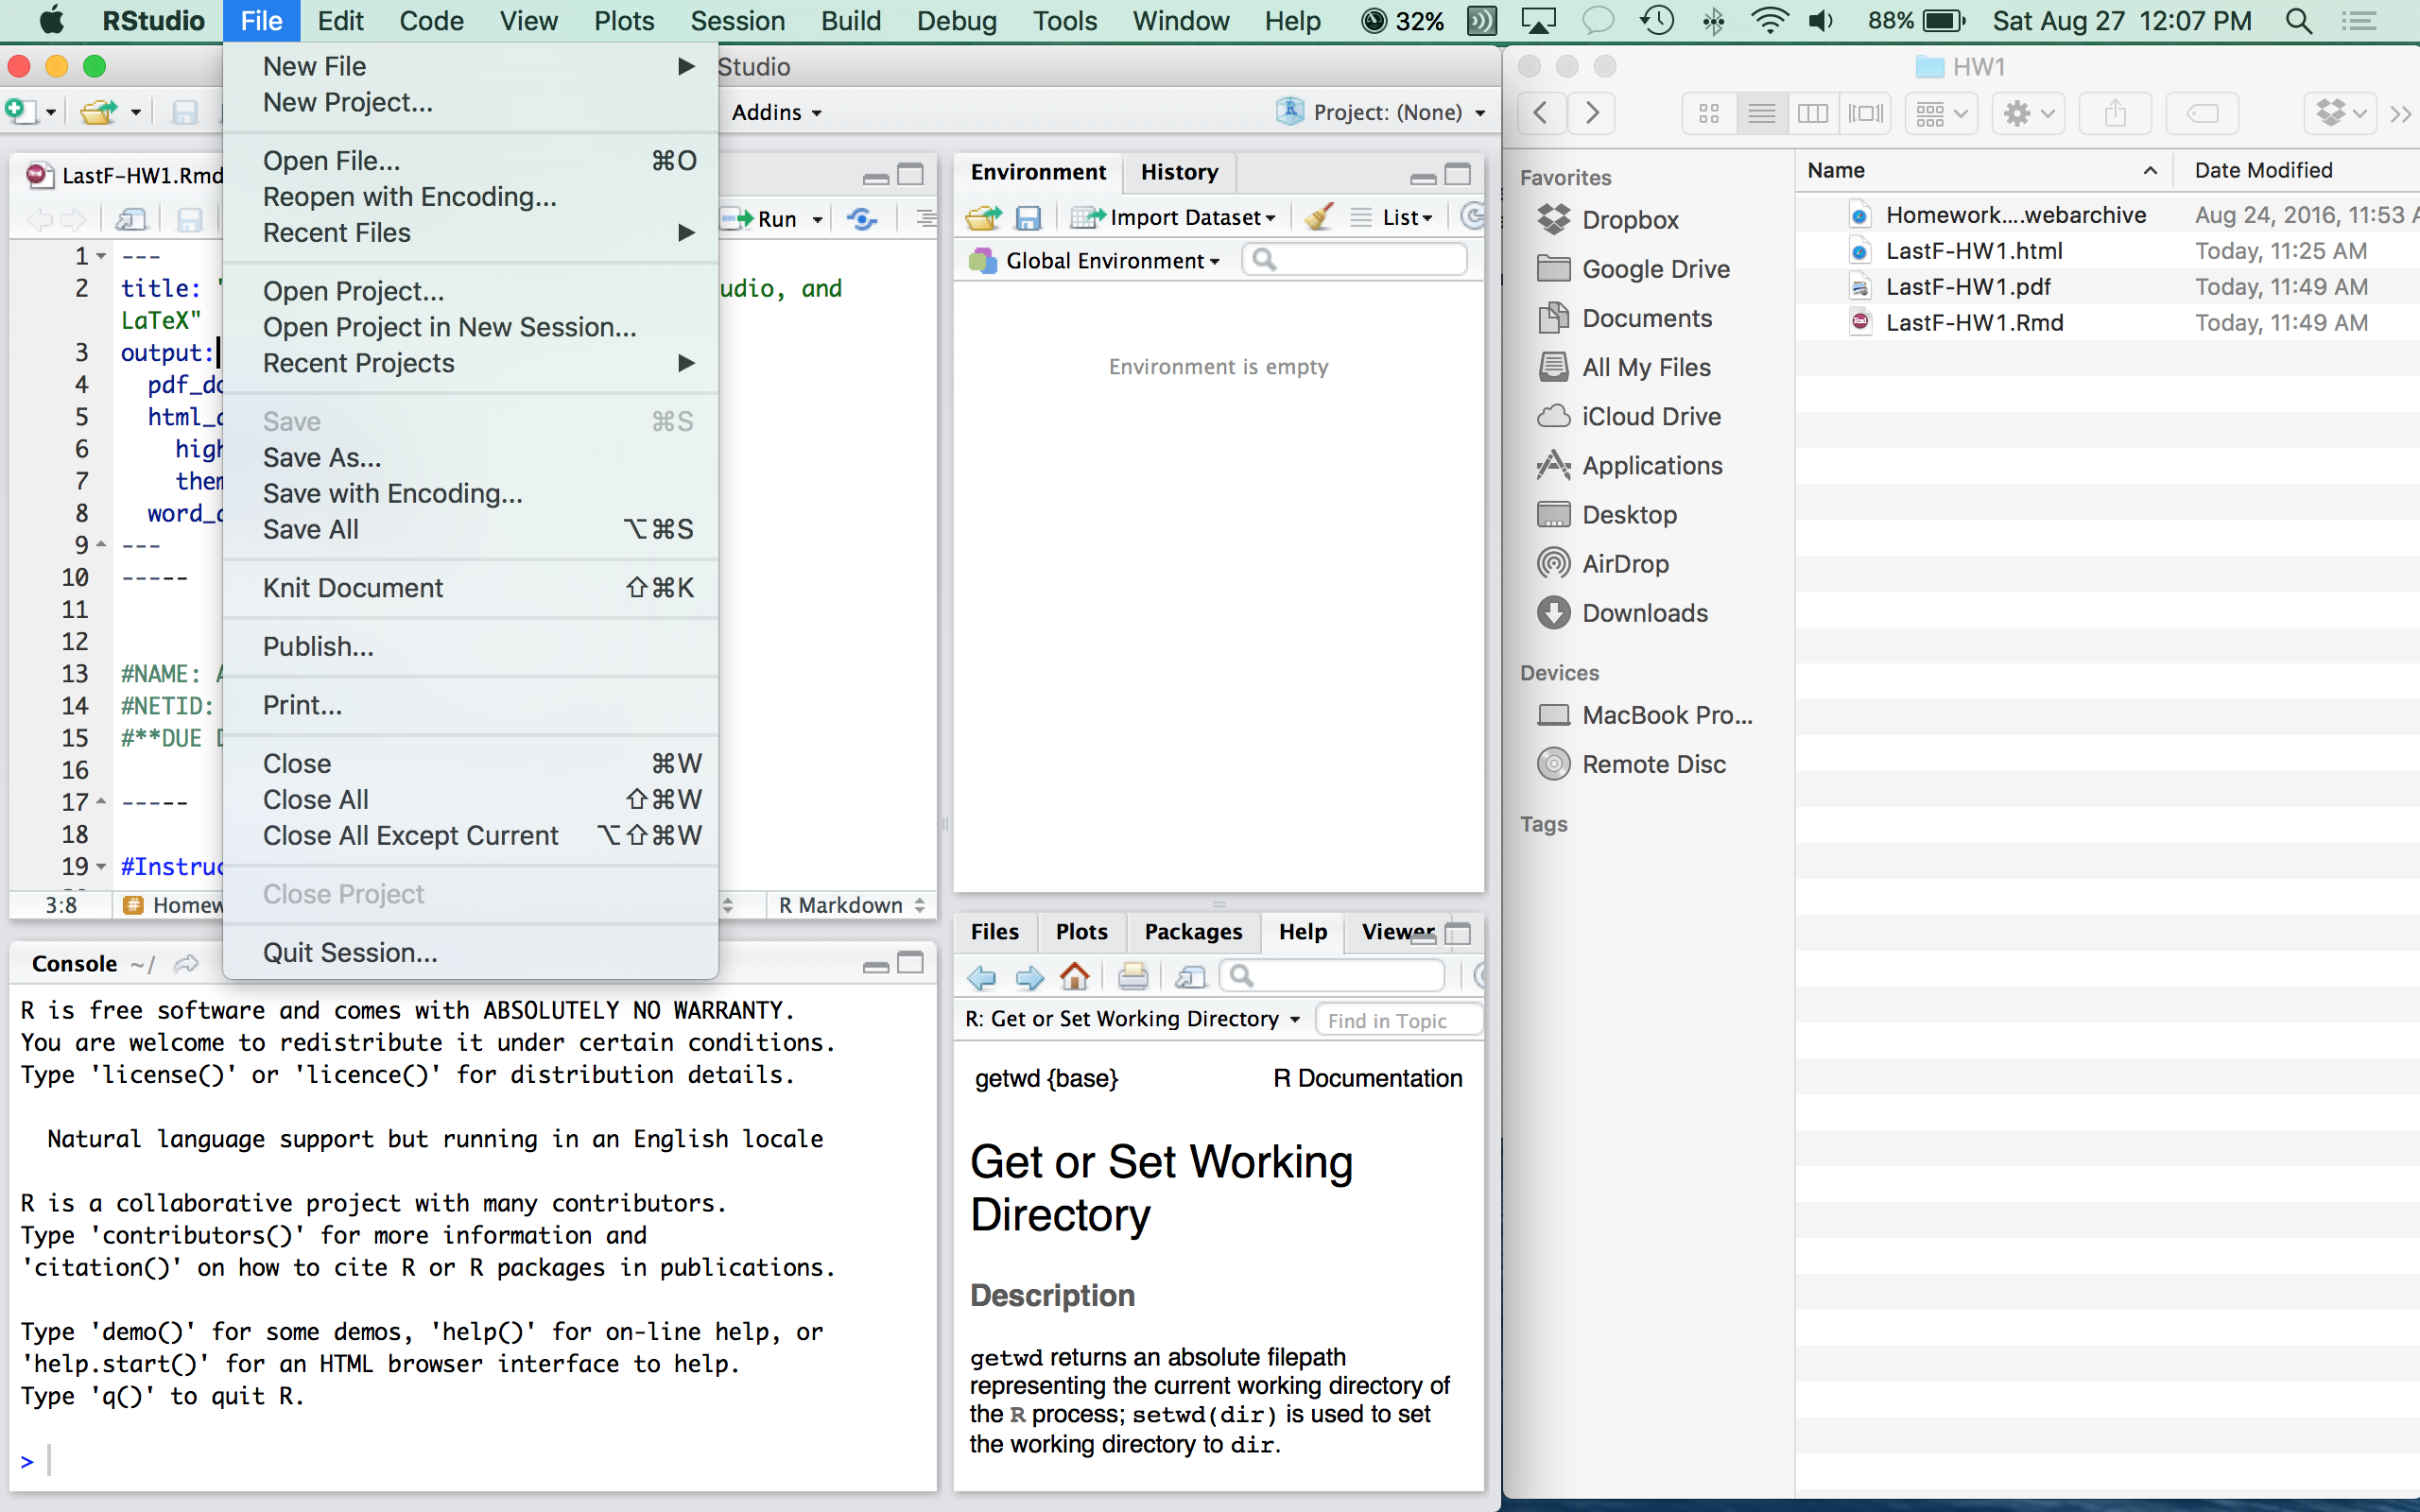 RStudio File Edit Code View Plots Session Build Debug Tools Window Help 32% 88% Sat Aug 27 12:07 PM
New File
New Project...
Open File... ⌘O
Reopen with Encoding...
Recent Files
Open Project...
Open Project in New Session...
Recent Projects
Save ⌘S
Save As...
Save with Encoding...
Save All ⌥⌘S
Knit Document ⇧⌘K
Publish...
Print...
Close ⌘W
Close All ⇧⌘W
Close All Except Current ⌥⇧⌘W
Close Project
Quit Session...
Studio
Addins
Project: (None)
LastF-HW1.Rmd
Run
1 ---
2 title: " udio, and
LaTeX"
3 output:
4 pdf_do
5 html_d
6 high
7 them
8 word_d
9 ---
10 -----
11
12
13 #NAME: A
14 #NETID:
15 #**DUE D
16
17 -----
18
19 #Instruc
3:8 # Homew R Markdown
Console ~/
R is free software and comes with ABSOLUTELY NO WARRANTY.
You are welcome to redistribute it under certain conditions.
Type 'license()' or 'licence()' for distribution details.
Natural language support but running in an English locale
R is a collaborative project with many contributors.
Type 'contributors()' for more information and
'citation()' on how to cite R or R packages in publications.
Type 'demo()' for some demos, 'help()' for on-line help, or
'help.start()' for an HTML browser interface to help.
Type 'q()' to quit R.
>
Environment History
Import Dataset List
Global Environment
Environment is empty
Files Plots Packages Help Viewer
R: Get or Set Working Directory Find in Topic
getwd {base} R Documentation
Get or Set Working
Directory
Description
getwd returns an absolute filepath
representing the current working directory of
the R process; setwd(dir) is used to set
the working directory to dir.
HW1
Favorites
Dropbox
Google Drive
Documents
All My Files
iCloud Drive
Applications
Desktop
AirDrop
Downloads
Devices
MacBook Pro...
Remote Disc
Tags
Name Date Modified
Homework....webarchive Aug 24, 2016, 11:53 A
LastF-HW1.html Today, 11:25 AM
LastF-HW1.pdf Today, 11:49 AM
LastF-HW1.Rmd Today, 11:49 AM